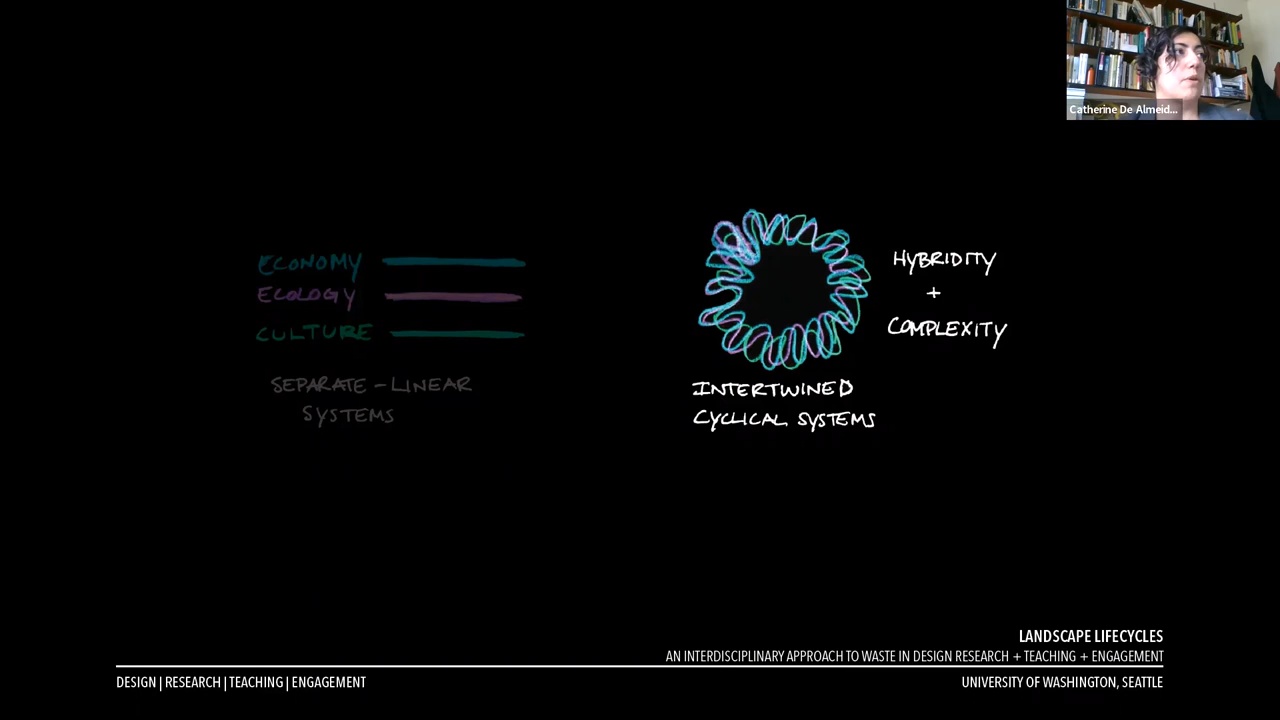 Catherine De Almeid...
ECONOMY
ECOLOGY
CULTURE
SEPARATE - LINEAR
SYSTEMS
HYBRIDITY
+
COMPLEXITY
INTERTWINED
CYCLICAL SYSTEMS
LANDSCAPE LIFECYCLES
AN INTERDISCIPLINARY APPROACH TO WASTE IN DESIGN RESEARCH + TEACHING + ENGAGEMENT
DESIGN | RESEARCH | TEACHING | ENGAGEMENT
UNIVERSITY OF WASHINGTON, SEATTLE